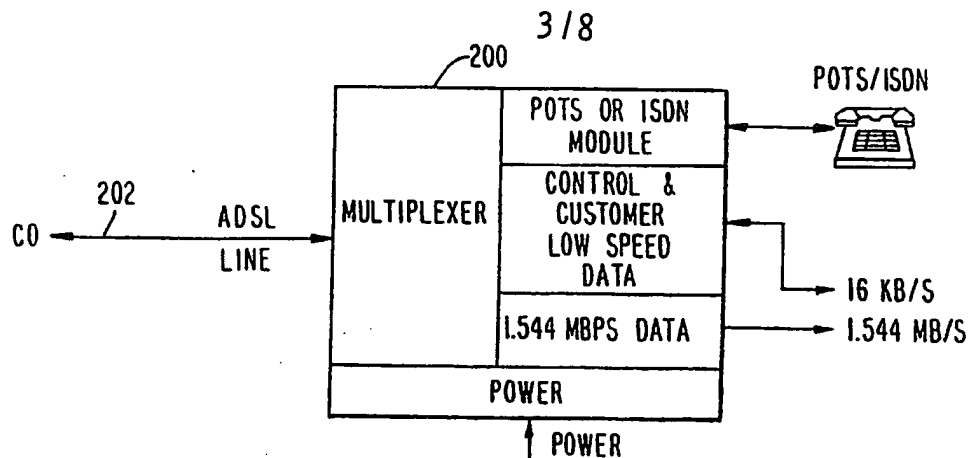 3/8
200
POTS/ISDN
POTS OR ISDN
MODULE
202
CO
ADSL
LINE
MULTIPLEXER
CONTROL &
CUSTOMER
LOW SPEED
DATA
16 KB/S
1.544 MBPS DATA
1.544 MB/S
POWER
POWER